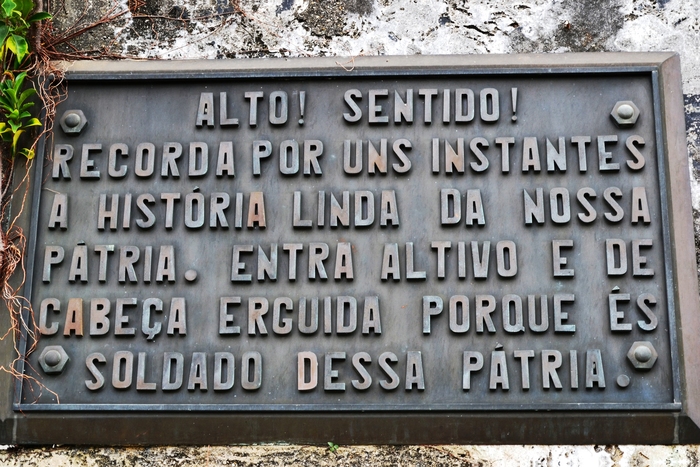 ALTO! SENTIDO!
RECORDA POR UNS INSTANTES
A HISTÓRIA LINDA DA NOSSA
PÁTRIA. ENTRA ALTIVO E DE
CABEÇA ERGUIDA PORQUE ÉS
SOLDADO DESSA PÁTRIA.